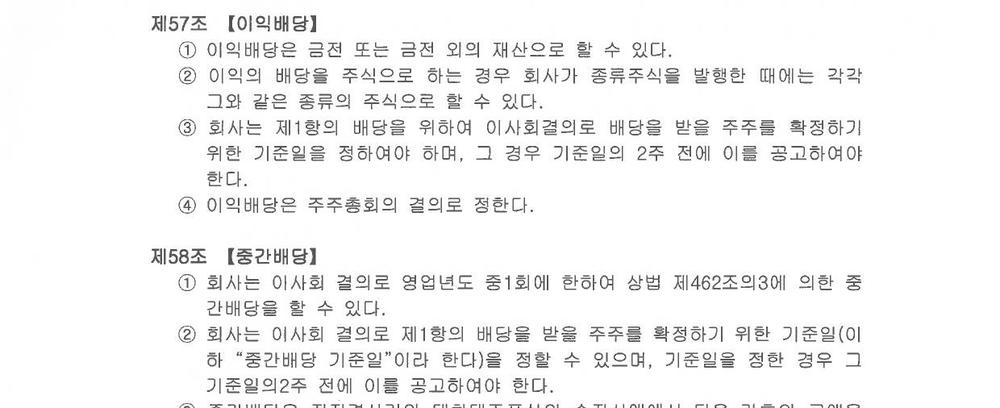 제57조 【이익배당】
① 이익배당은 금전 또는 금전 외의 재산으로 할 수 있다.
② 이익의 배당을 주식으로 하는 경우 회사가 종류주식을 발행한 때에는 각각
그와 같은 종류의 주식으로 할 수 있다.
③ 회사는 제1항의 배당을 위하여 이사회결의로 배당을 받을 주주를 확정하기
위한 기준일을 정하여야 하며, 그 경우 기준일의 2주 전에 이를 공고하여야
한다.
④ 이익배당은 주주총회의 결의로 정한다.
제58조 【중간배당】
① 회사는 이사회 결의로 영업년도 중1회에 한하여 상법 제462조의3에 의한 중
간배당을 할 수 있다.
② 회사는 이사회 결의로 제1항의 배당을 받을 주주를 확정하기 위한 기준일(이
하 “중간배당 기준일”이라 한다)을 정할 수 있으며, 기준일을 정한 경우 그
기준일의2주 전에 이를 공고하여야 한다.